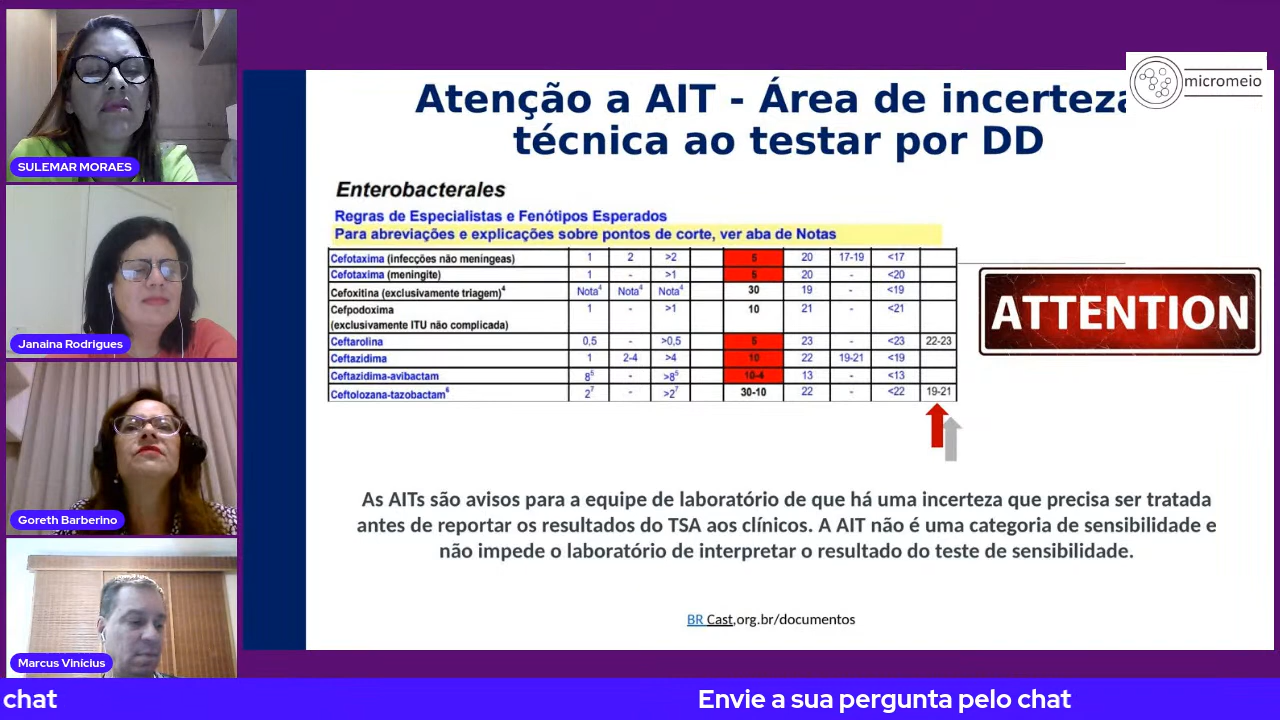 SULEMAR MORAES
Janaina Rodrigues
Goreth Barberino
Marcus Vinícius
micromeio
Atenção a AIT - Área de incerteza
técnica ao testar por DD
Enterobacterales
Regras de Especialistas e Fenótipos Esperados
Para abreviações e explicações sobre pontos de corte, ver aba de Notas
Cefotaxima (infecções não meníngeas) 1 2 >2 5 20 17-19 <17
Cefotaxima (meningite) 1 - >1 5 20 - <20
Cefoxitina (exclusivamente triagem)4 Nota4 Nota4 Nota4 30 19 - <19
Cefpodoxima 1 - >1 10 21 - <21
(exclusivamente ITU não complicada)
Ceftarolina 0,5 - >0,5 5 23 - <23 22-23
Ceftazidima 1 2-4 >4 10 22 19-21 <19
Ceftazidima-avibactam 85 - >85 10-4 13 - <13
Ceftolozana-tazobactam6 27 - >27 30-10 22 - <22 19-21
ATTENTION
As AITs são avisos para a equipe de laboratório de que há uma incerteza que precisa ser tratada
antes de reportar os resultados do TSA aos clínicos. A AIT não é uma categoria de sensibilidade e
não impede o laboratório de interpretar o resultado do teste de sensibilidade.
BR Cast,org.br/documentos
chat
Envie a sua pergunta pelo chat